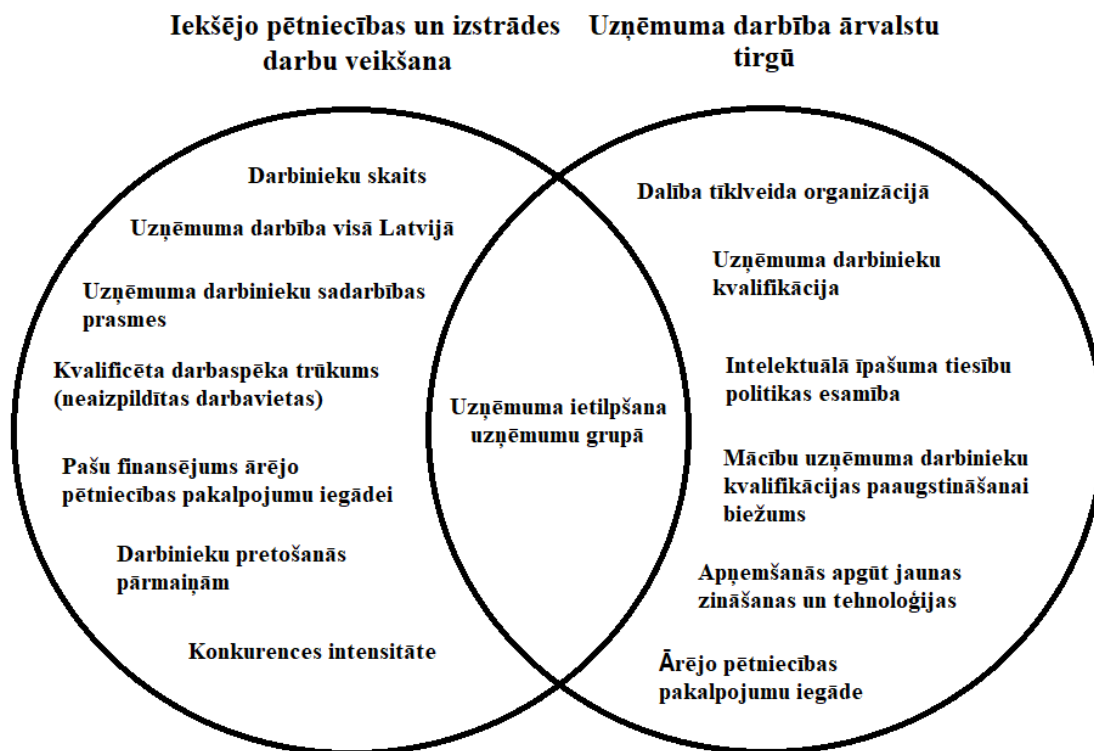 Iekšējo pētniecības un izstrādes
darbu veikšana
Uzņēmuma darbība ārvalstu
tirgū
Darbinieku skaits
Uzņēmuma darbība visā Latvijā
Uzņēmuma darbinieku sadarbības
prasmes
Kvalificēta darbaspēka trūkums
(neaizpildītas darbavietas)
Pašu finansējums ārējo
pētniecības pakalpojumu iegādei
Darbinieku pretošanās
pārmaiņām
Konkurences intensitāte
Uzņēmuma ietilpšana
uzņēmumu grupā
Dalība tīklveida organizācijā
Uzņēmuma darbinieku
kvalifikācija
Intelektuālā īpašuma tiesību
politikas esamība
Mācību uzņēmuma darbinieku
kvalifikācijas paaugstināšanai
biežums
Apņemšanās apgūt jaunas
zināšanas un tehnoloģijas
Ārējo pētniecības
pakalpojumu iegāde